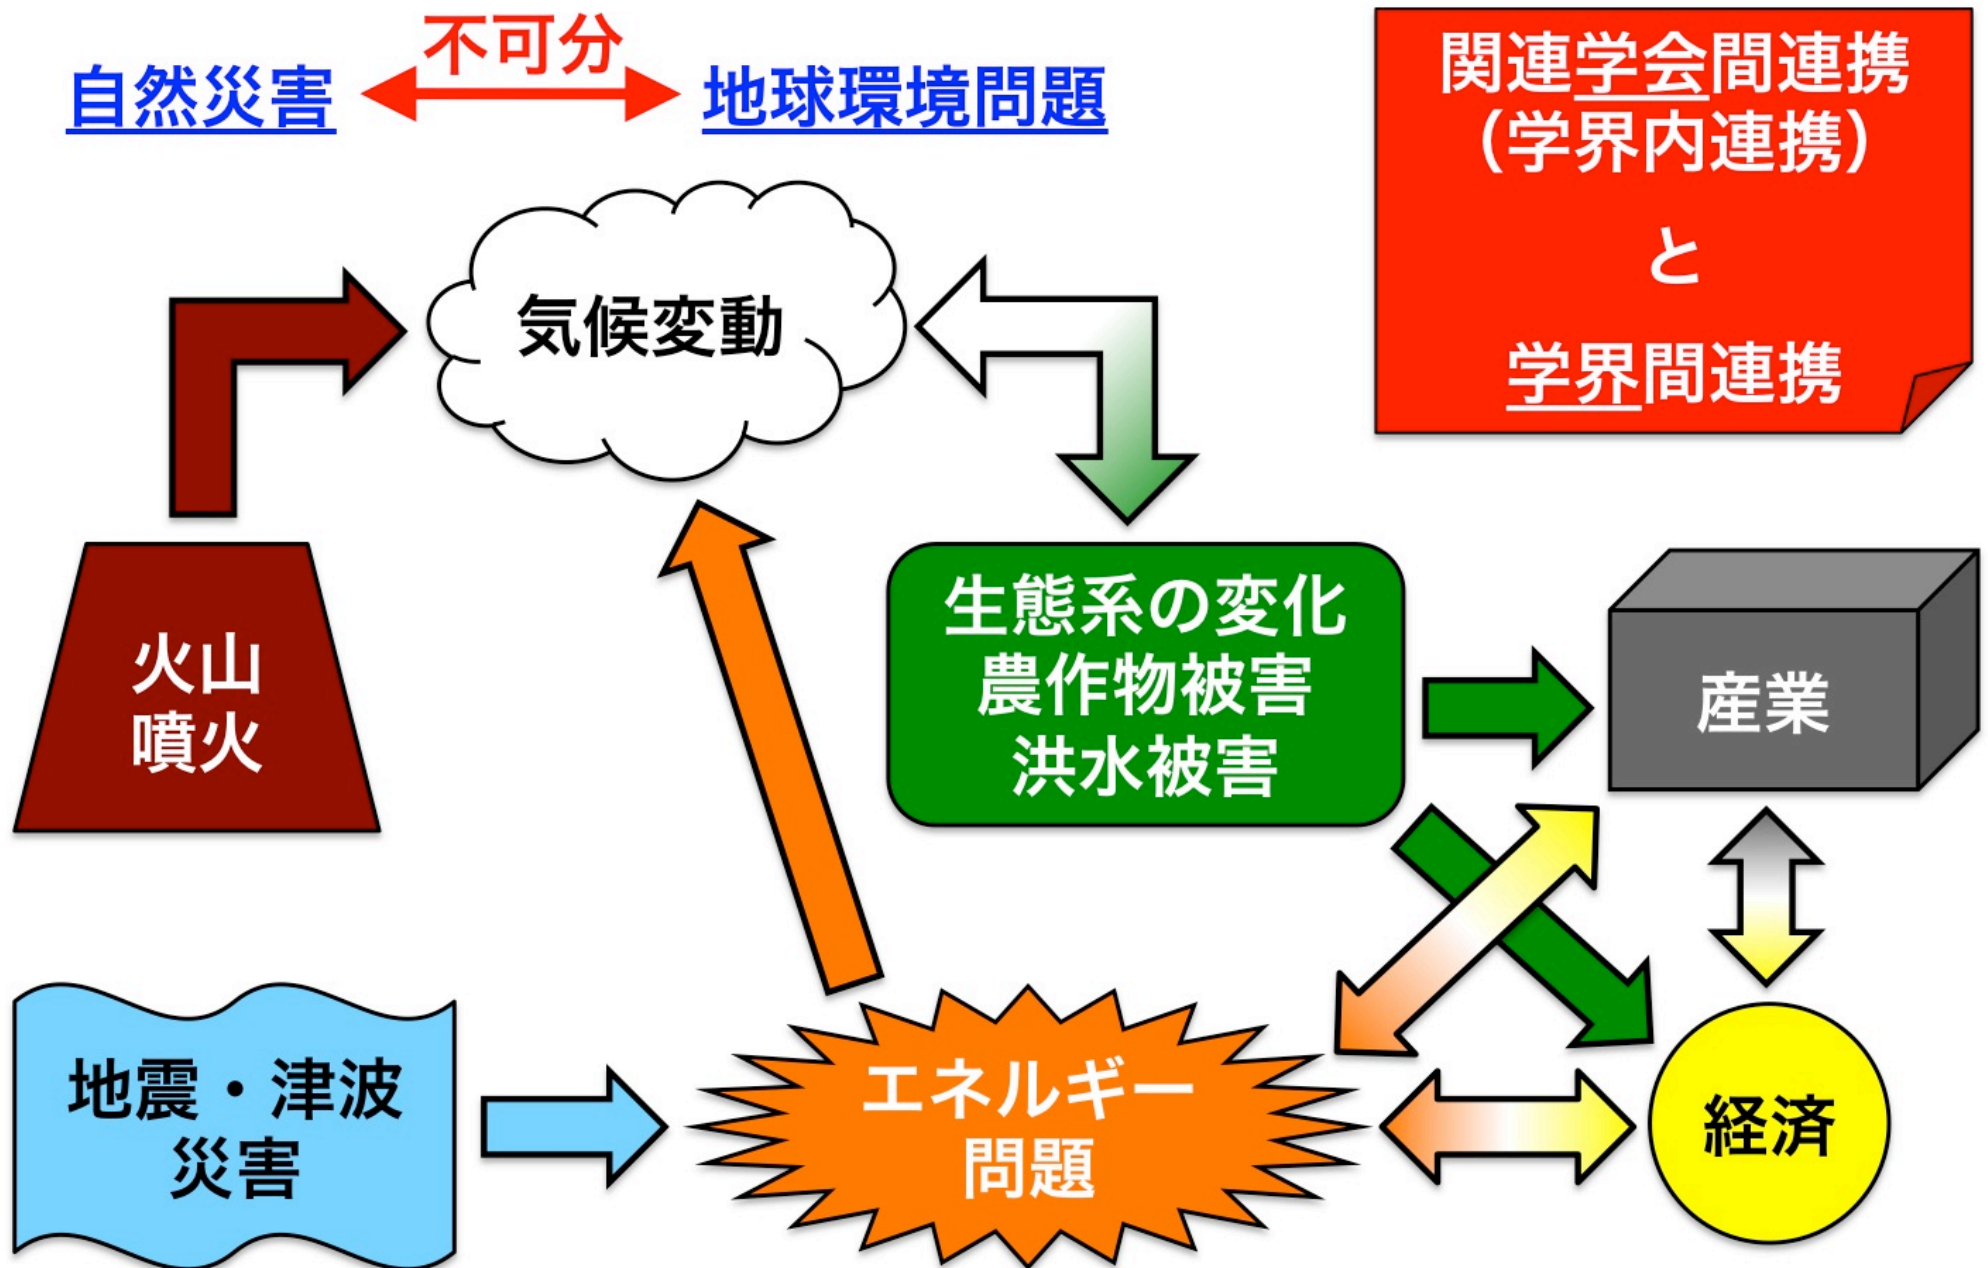 不可分
自然災害
地球環境問題
関連学会間連携
（学界内連携）
と
学界間連携
気候変動
火山
噴火
生態系の変化
農作物被害
洪水被害
産業
地震・津波
災害
エネルギー
問題
経済